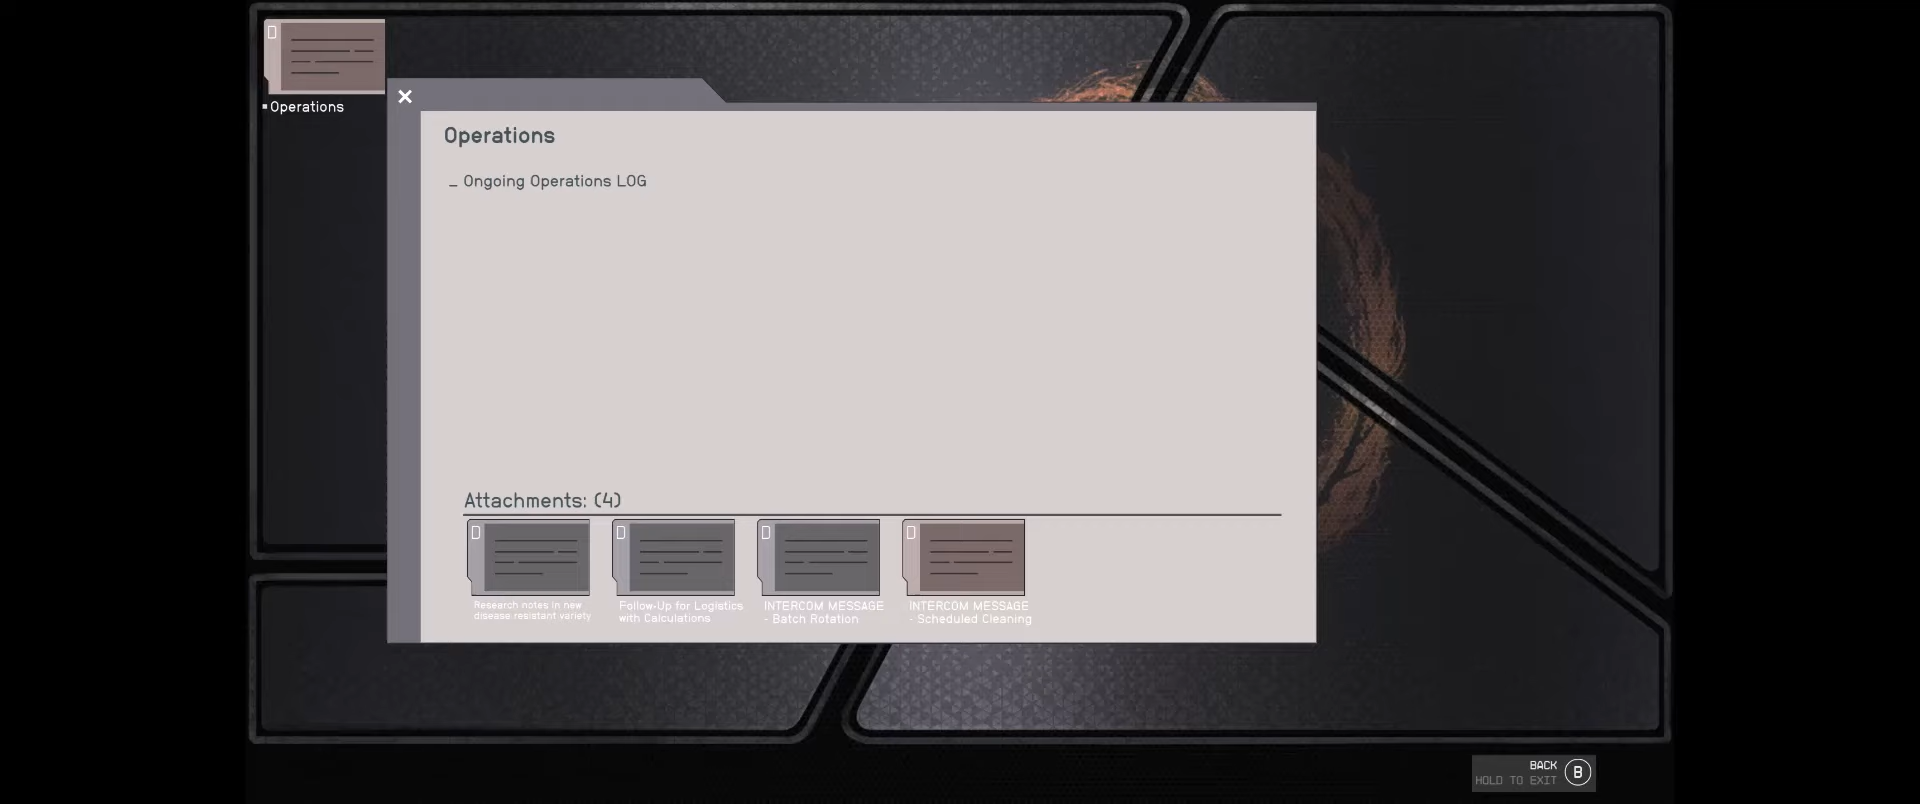 Operations
Operations
_ Ongoing Operations LOG
Attachments: (4)
Research notes in new
disease resistant variety
Follow-Up for Logistics
with Calculations
INTERCOM MESSAGE
- Batch Rotation
INTERCOM MESSAGE
- Scheduled Cleaning
BACK
HOLD TO EXIT
B